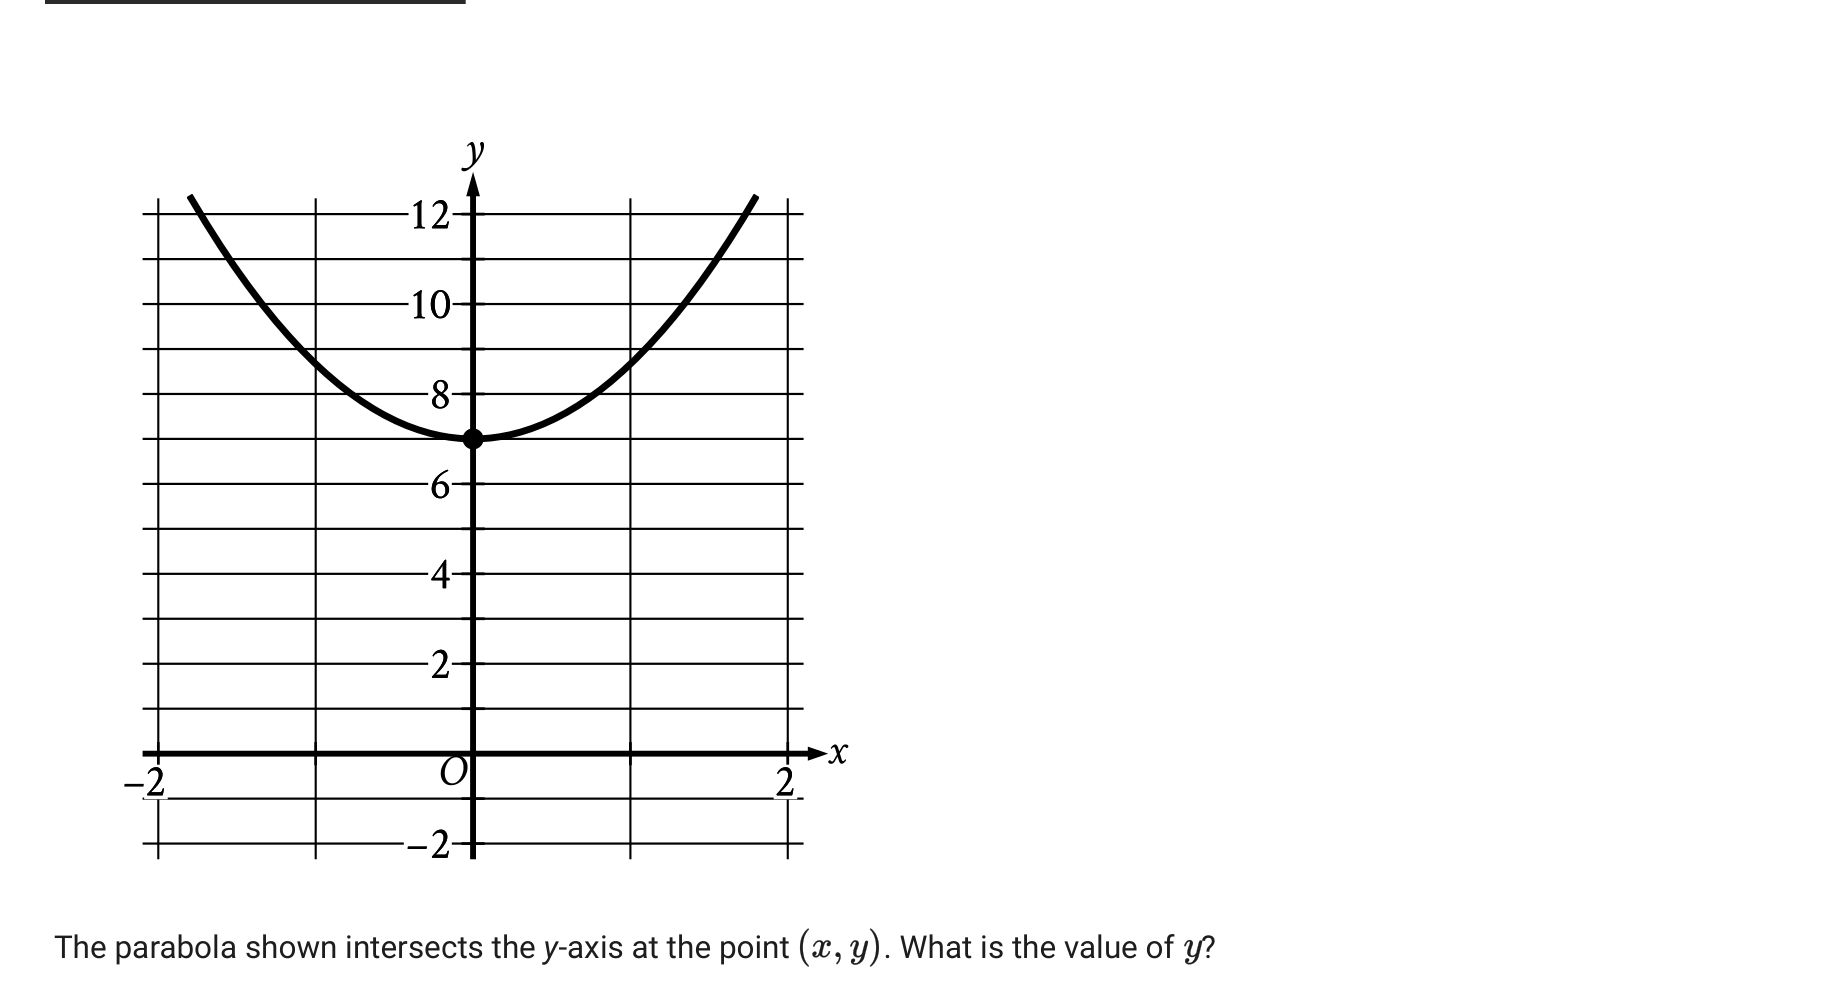 y
12
10
8
6
4
2
x
O
−2
2
−2
The parabola shown intersects the y-axis at the point (x, y). What is the value of y?